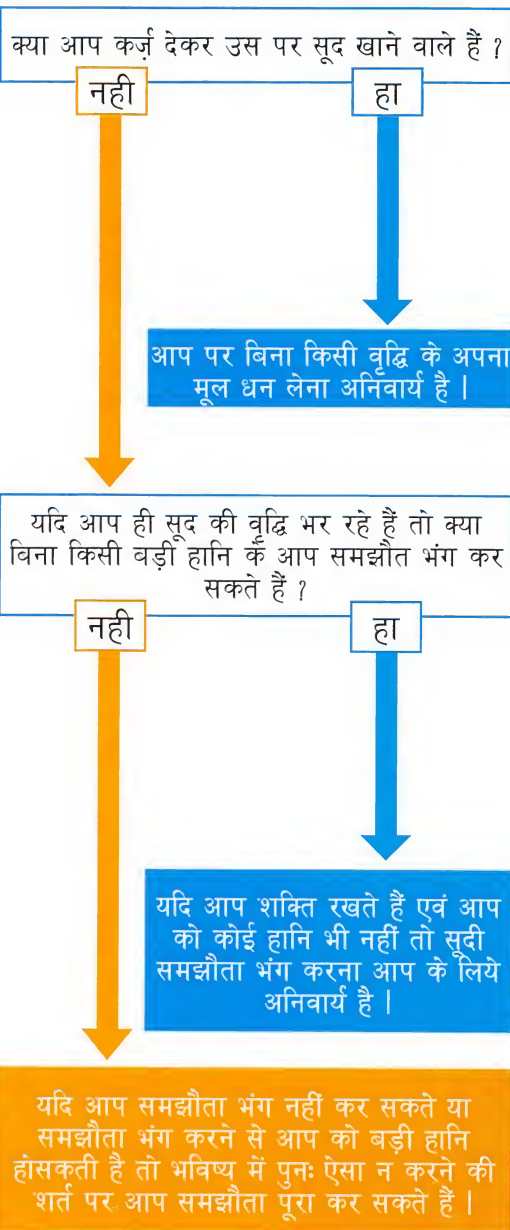 क्या आप कर्ज़ देकर उस पर सूद खाने वाले हैं ?
नही
हा
आप पर बिना किसी वृद्धि के अपना
मूल धन लेना अनिवार्य है |
यदि आप ही सूद की वृद्धि भर रहे हैं तो क्या
बिना किसी बड़ी हानि के आप समझौत भंग कर
सकते हैं ?
नही
हा
यदि आप शक्ति रखते हैं एवं आप
को कोई हानि भी नहीं तो सूदी
समझौता भंग करना आप के लिये
अनिवार्य है |
यदि आप समझौता भंग नहीं कर सकते या
समझौता भंग करने से आप को बड़ी हानि
होसकती है तो भविष्य में पुनः ऐसा न करने की
शर्त पर आप समझौता पूरा कर सकते हैं |